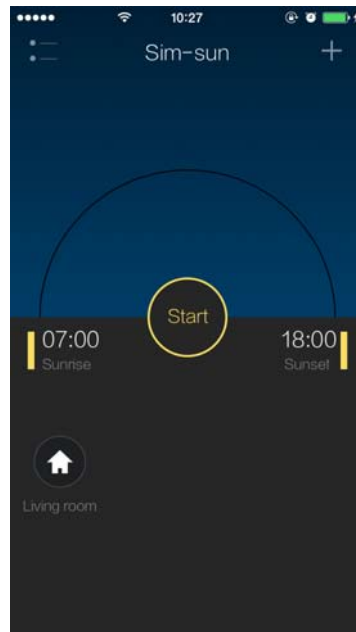 10:27
Sim-sun
Start
07:00
Sunrise
18:00
Sunset
Living room